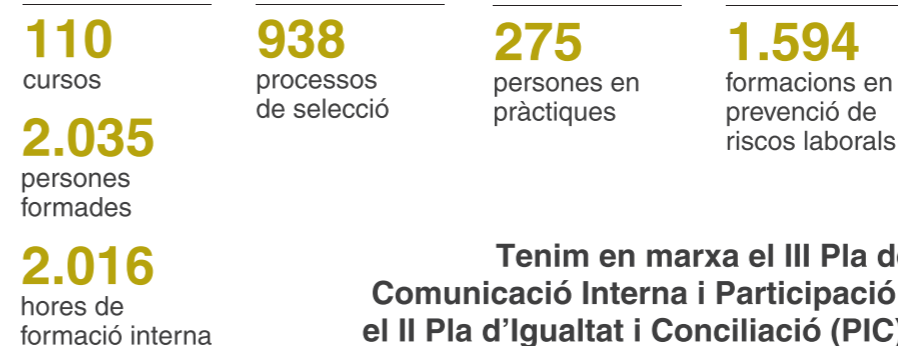 110
cursos
2.035
persones
formades
2.016
hores de
formació interna
938
processos
de selecció
275
persones en
pràctiques
1.594
formacions en
prevenció de
riscos laborals
Tenim en marxa el III Pla de
Comunicació Interna i Participació
el II Pla d’Igualtat i Conciliació (PIC)